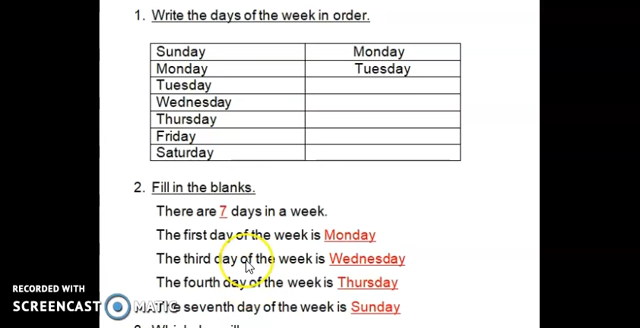 1. Write the days of the week in order.
Sunday Monday
Monday Tuesday
Tuesday
Wednesday
Thursday
Friday
Saturday
2. Fill in the blanks.
There are 7 days in a week.
The first day of the week is Monday
The third day of the week is Wednesday
The fourth day of the week is Thursday
RECORDED WITH
SCREENCAST MATIC
seventh day of the week is Sunday